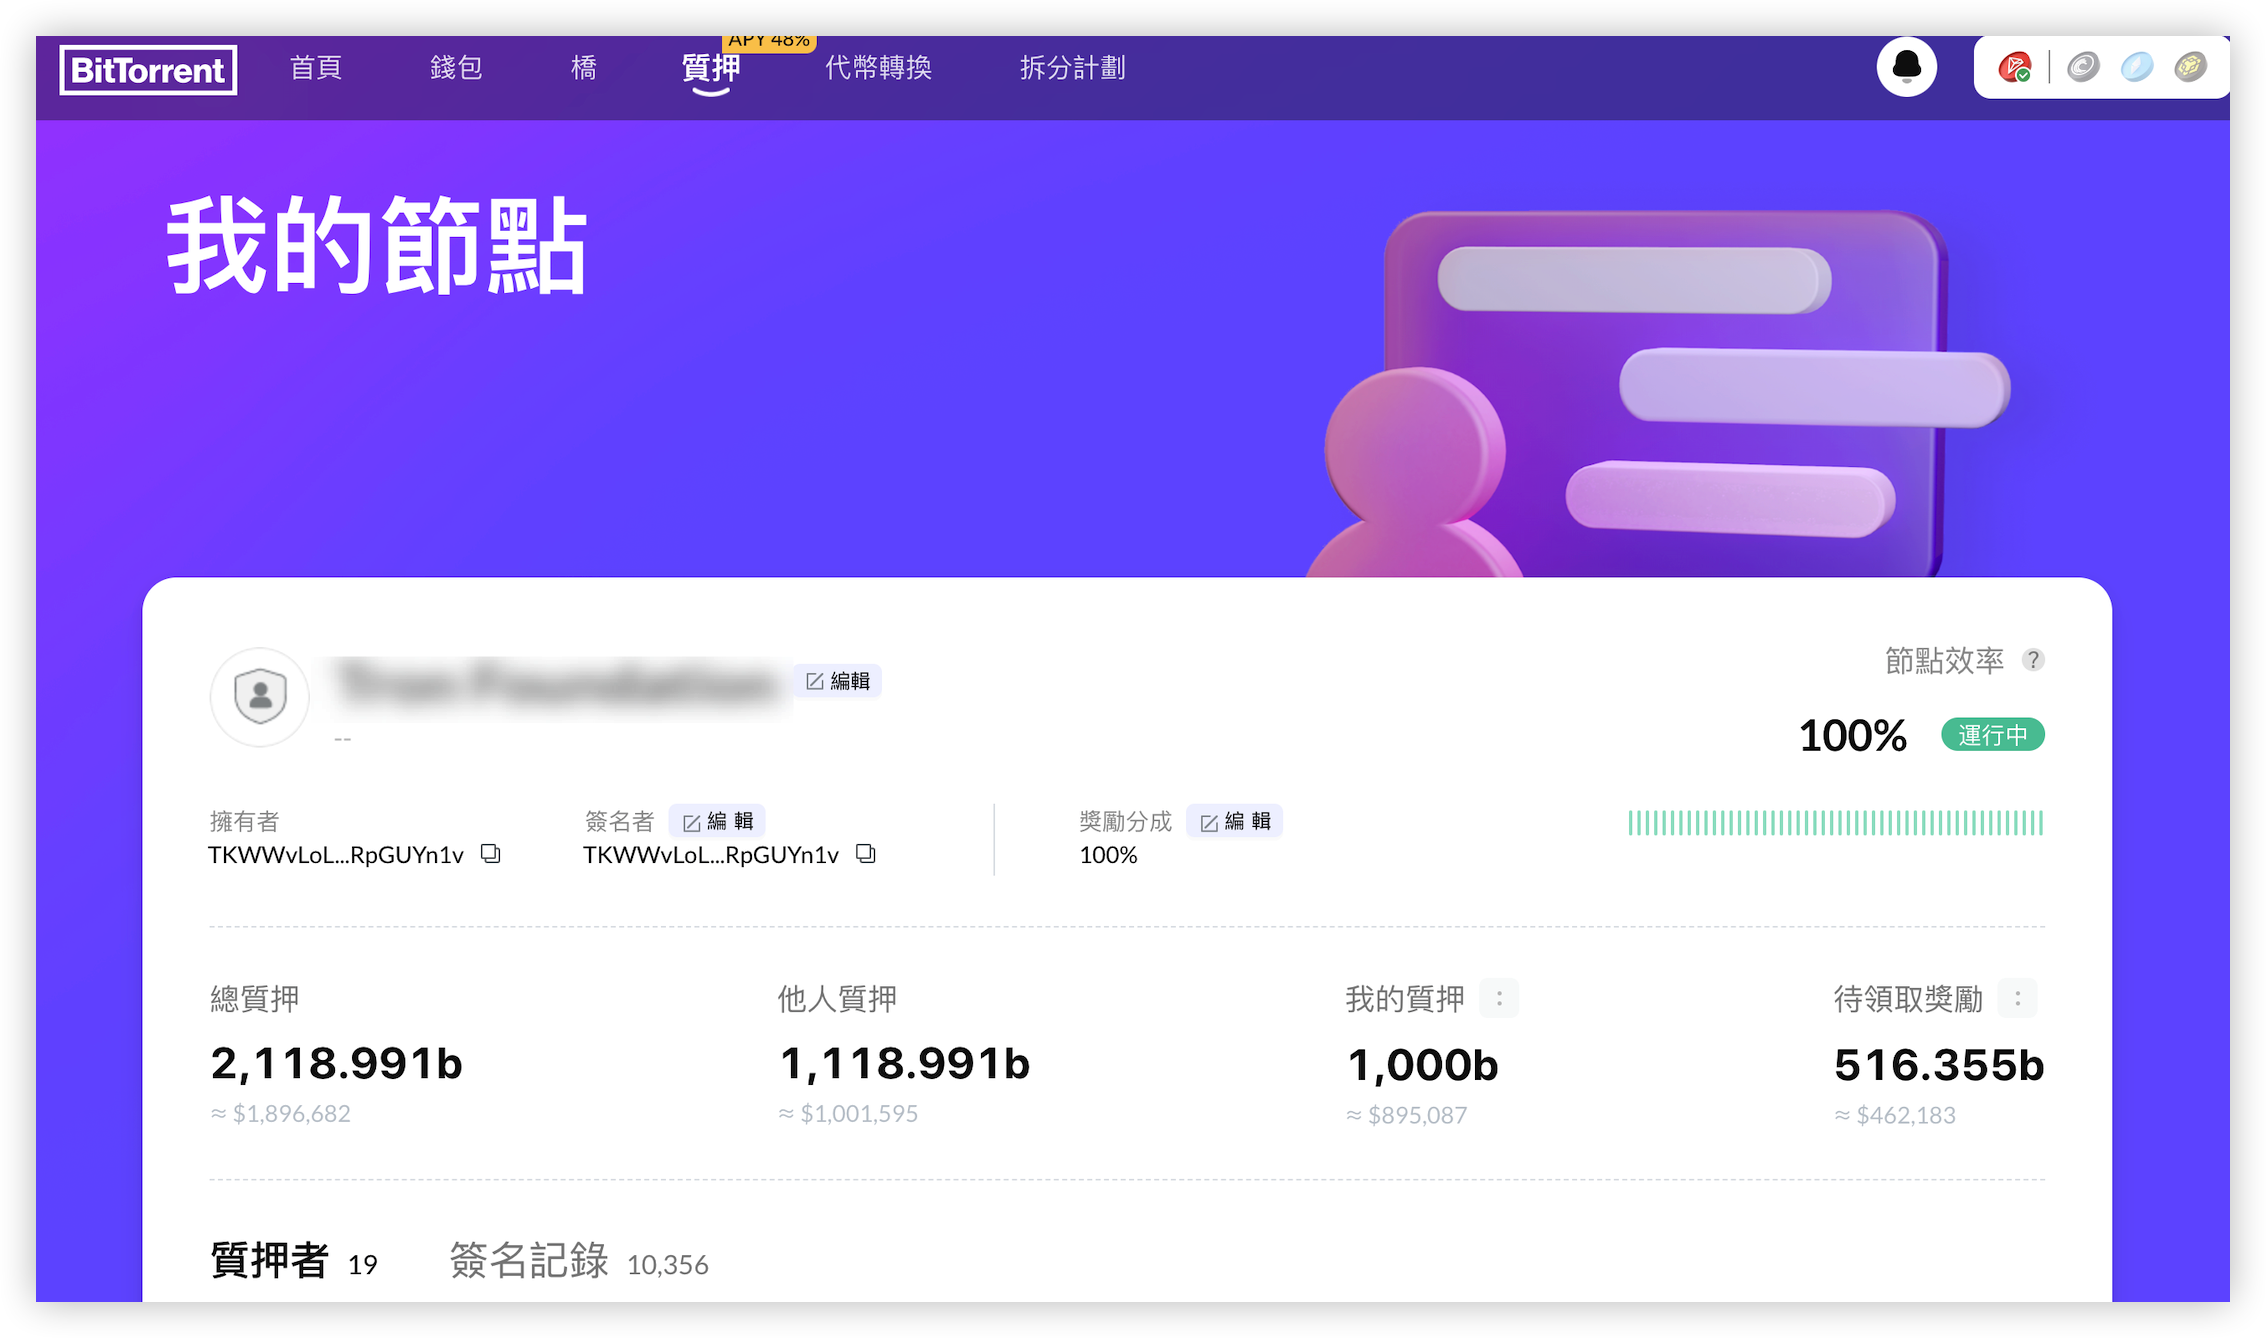 APY 48%
BitTorrent 首頁 錢包 橋 質押 代幣轉換 拆分計劃
我的節點
編輯
節點效率 ?
--
100% 運行中
擁有者 簽名者 編 輯 獎勵分成 編 輯
TKWWvLoL...RpGUYn1v TKWWvLoL...RpGUYn1v 100%
總質押 他人質押 我的質押 : 待領取獎勵 :
2,118.991b 1,118.991b 1,000b 516.355b
≈ $1,896,682 ≈ $1,001,595 ≈ $895,087 ≈ $462,183
質押者 19 簽名記錄 10,356